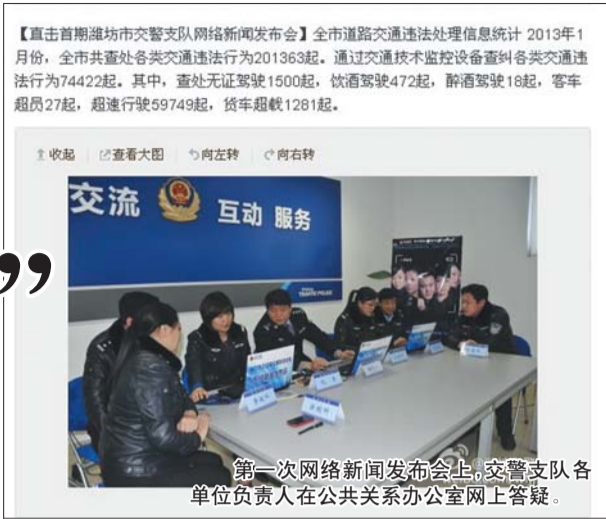 【直击首期潍坊市交警支队网络新闻发布会】全市道路交通违法处理信息统计 2013年1
月份，全市共查处各类交通违法行为201363起。通过交通技术监控设备查纠各类交通违
法行为74422起。其中，查处无证驾驶1500起，饮酒驾驶472起，醉酒驾驶18起，客车
超员27起，超速行驶59749起，货车超载1281起。
收起 查看大图 向左转 向右转
交流 互动 服务
TRAFFIC POLICE
”
第一次网络新闻发布会上，交警支队各
单位负责人在公共关系办公室网上答疑。